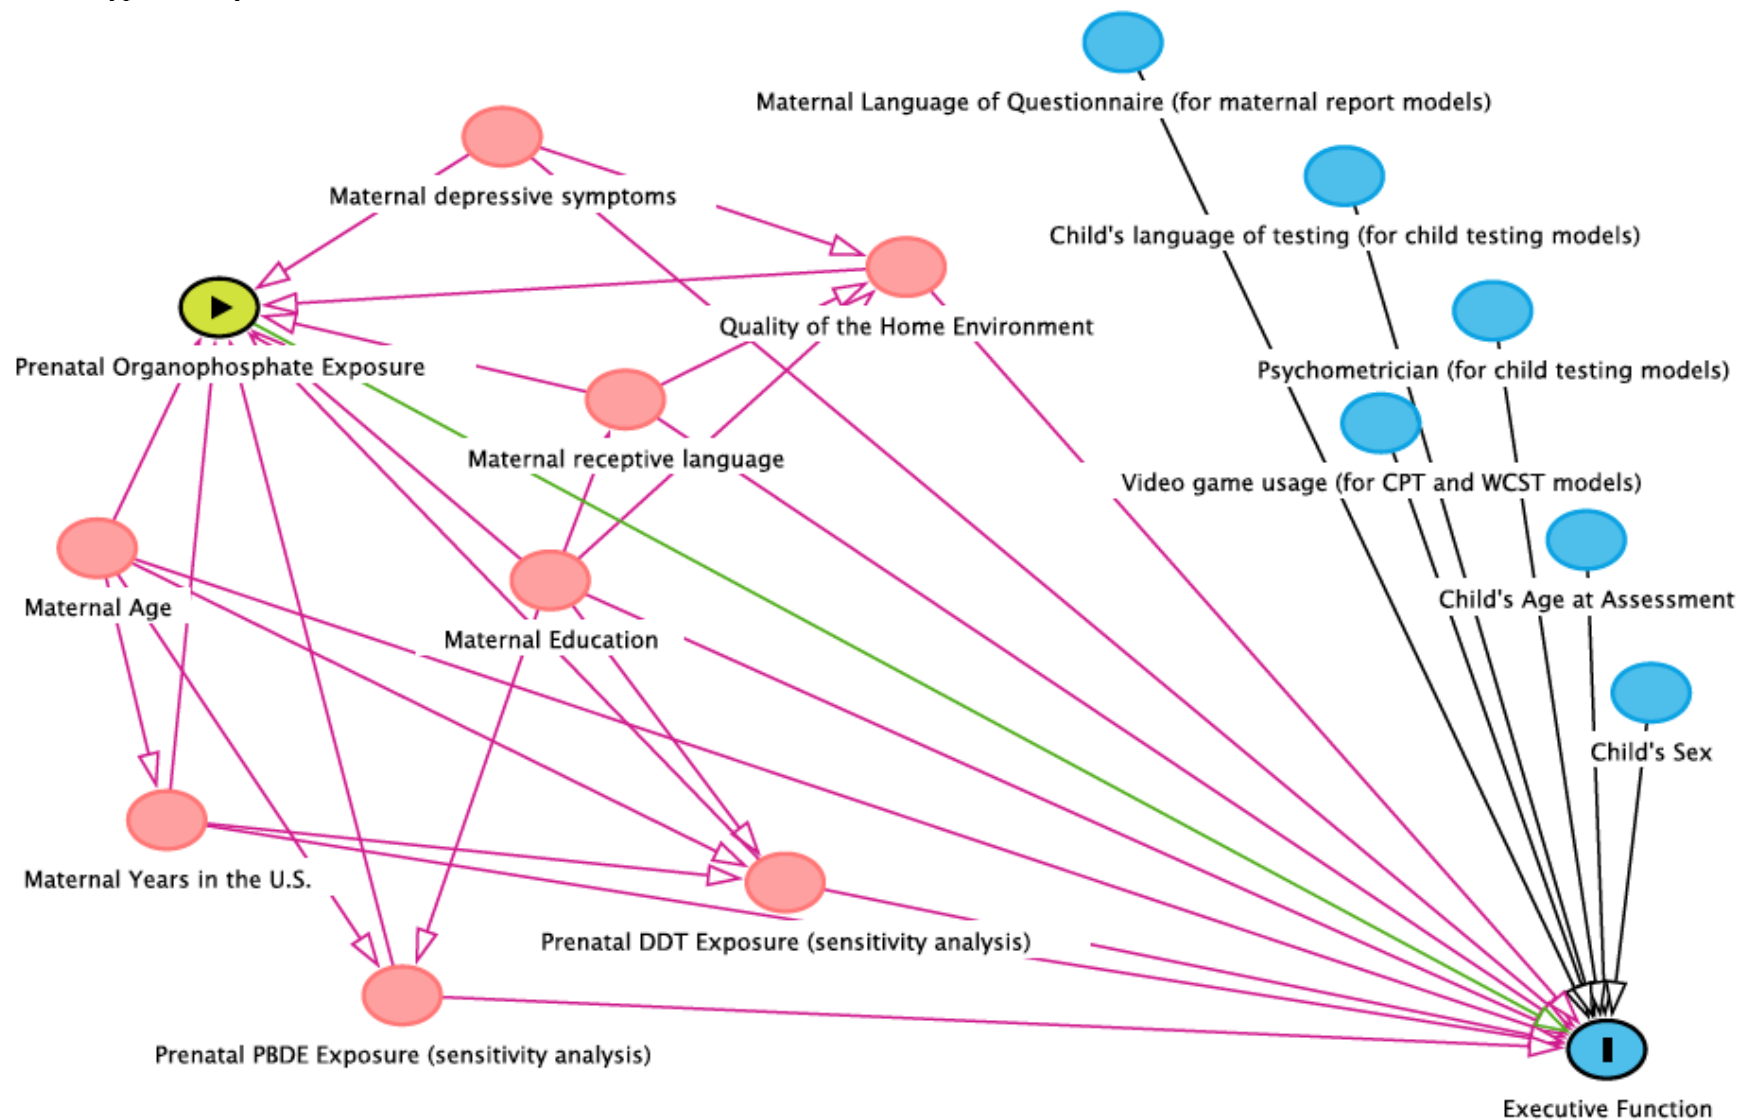 Maternal Language of Questionnaire (for maternal report models)
Maternal depressive symptoms
Child's language of testing (for child testing models)
Quality of the Home Environment
Prenatal Organophosphate Exposure
Psychometrician (for child testing models)
Maternal receptive language
Video game usage (for CPT and WCST models)
Maternal Age
Child's Age at Assessment
Maternal Education
Child's Sex
Maternal Years in the U.S.
Prenatal DDT Exposure (sensitivity analysis)
Prenatal PBDE Exposure (sensitivity analysis)
Executive Function